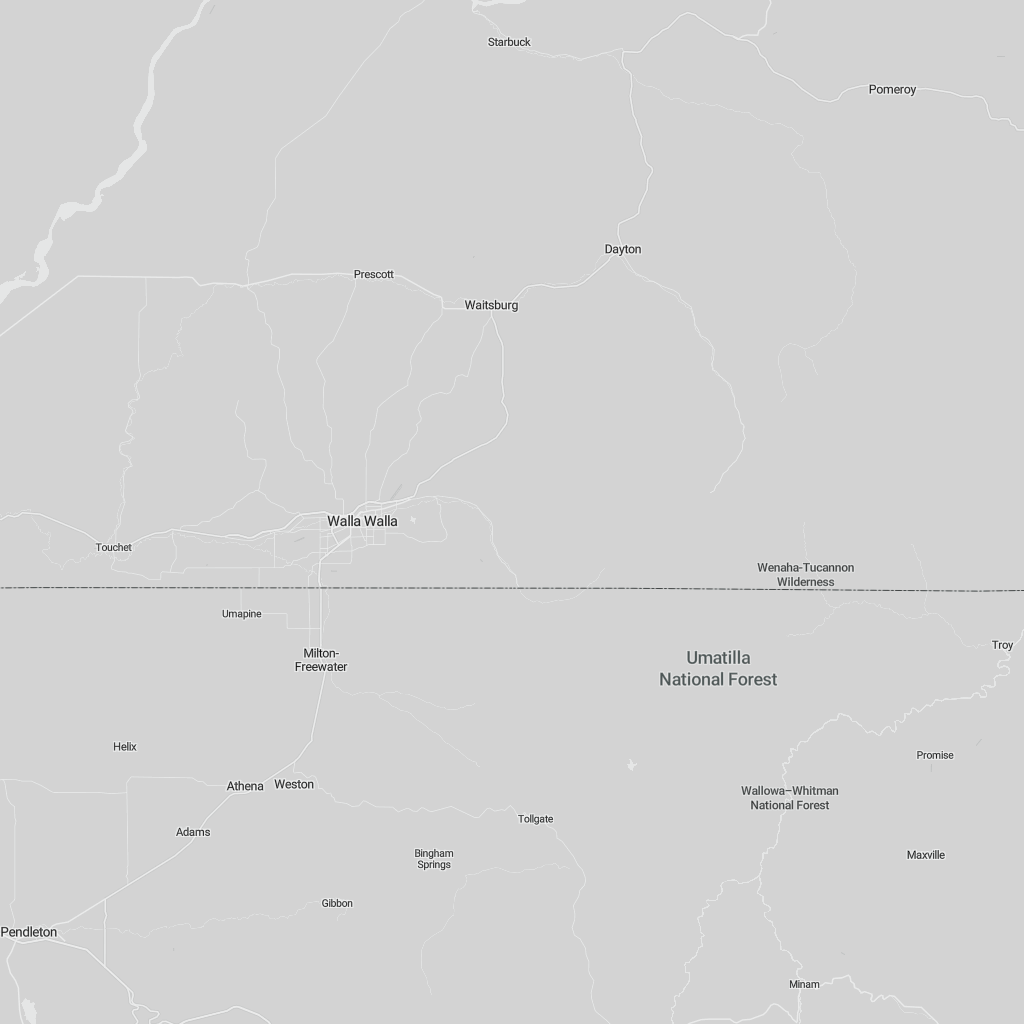 Starbuck
Pomeroy
Dayton
Prescott
Waitsburg
Walla Walla
Touchet
Wenaha-Tucannon
Wilderness
Umapine
Milton-
Freewater
Troy
Umatilla
National Forest
Helix
Promise
Athena
Weston
Wallowa–Whitman
National Forest
Tollgate
Adams
Bingham
Springs
Maxville
Gibbon
Pendleton
Minam